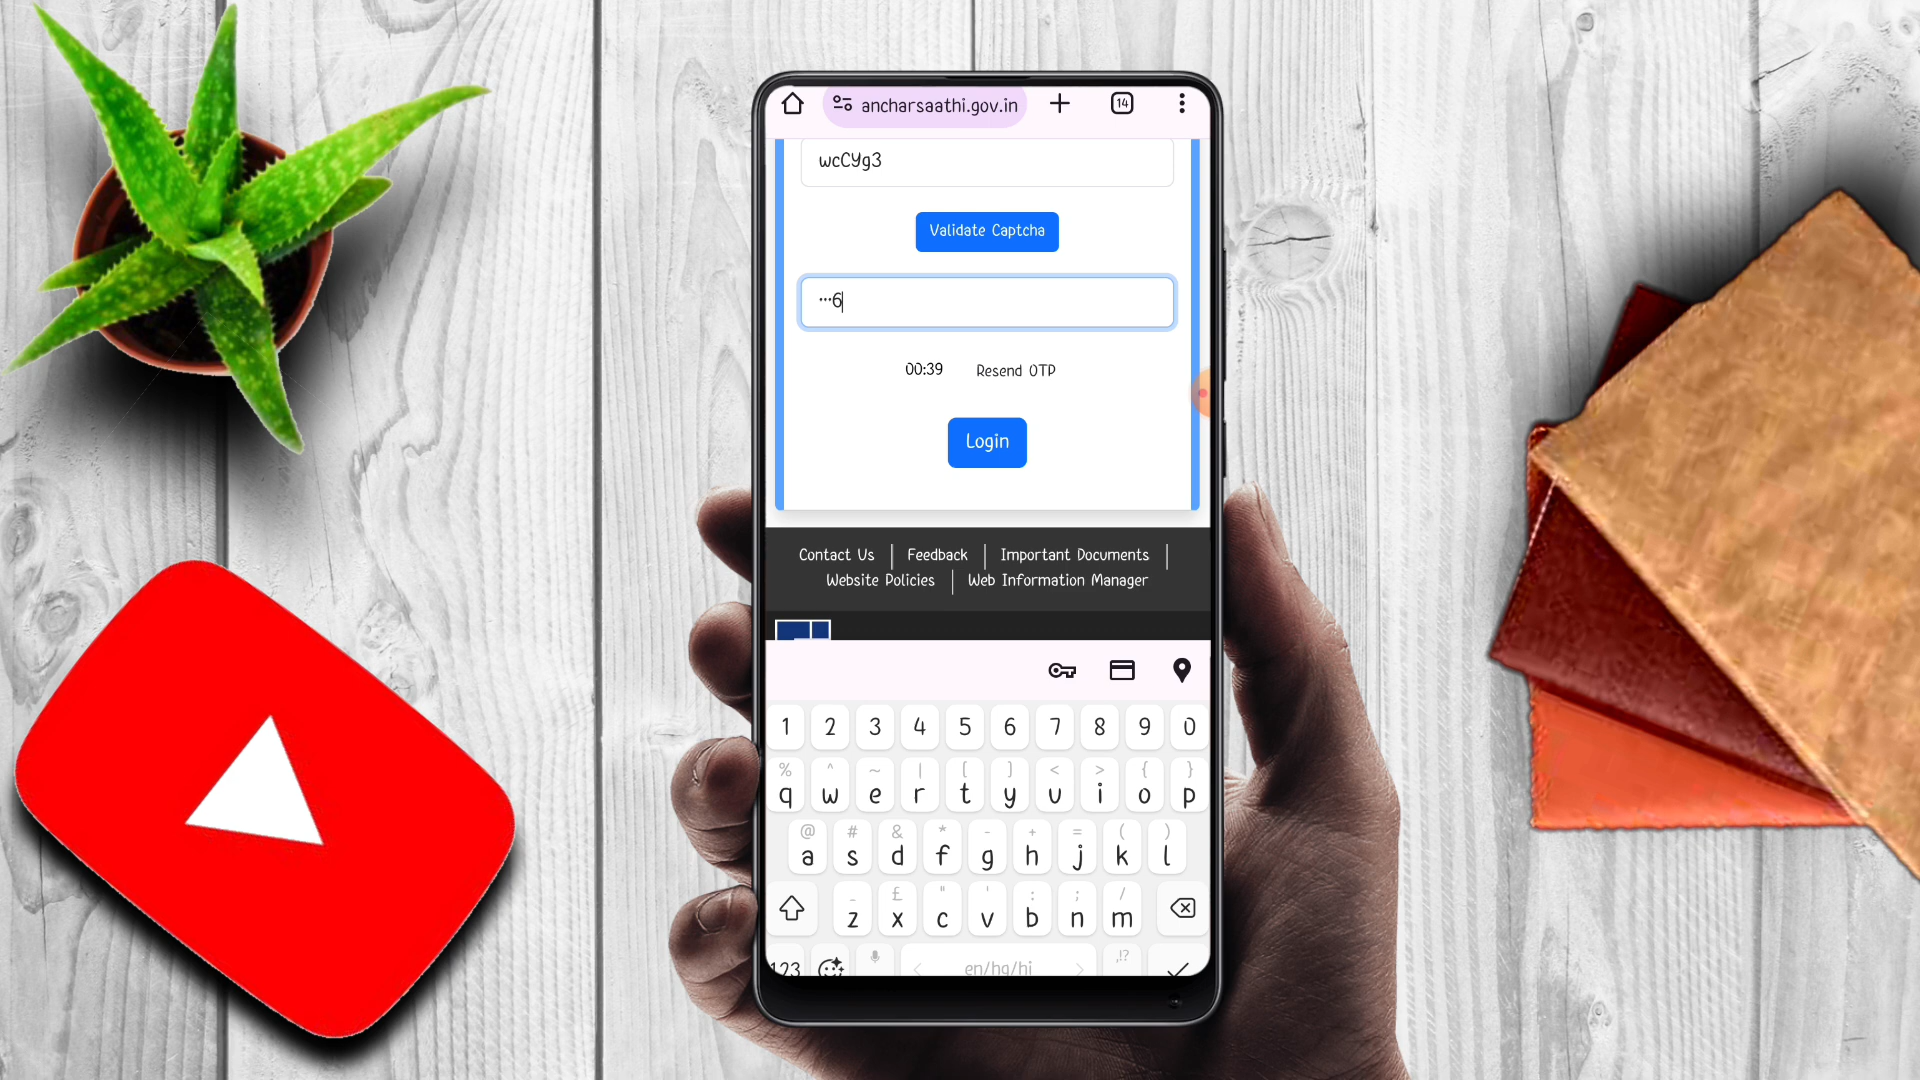 ancharsaathi.gov.in
14
wcCYg3
Validate Captcha
···6
00:39 Resend OTP
Login
Contact Us | Feedback | Important Documents |
Website Policies | Web Information Manager
1 2 3 4 5 6 7 8 9 0
% ^ ~ | [ ] < > { }
q w e r t y u i o p
@ # & * - + = ( )
a s d f g h j k l
_ £ " ' : ; /
z x c v b n m
,!?
123 < en/hg/hi >